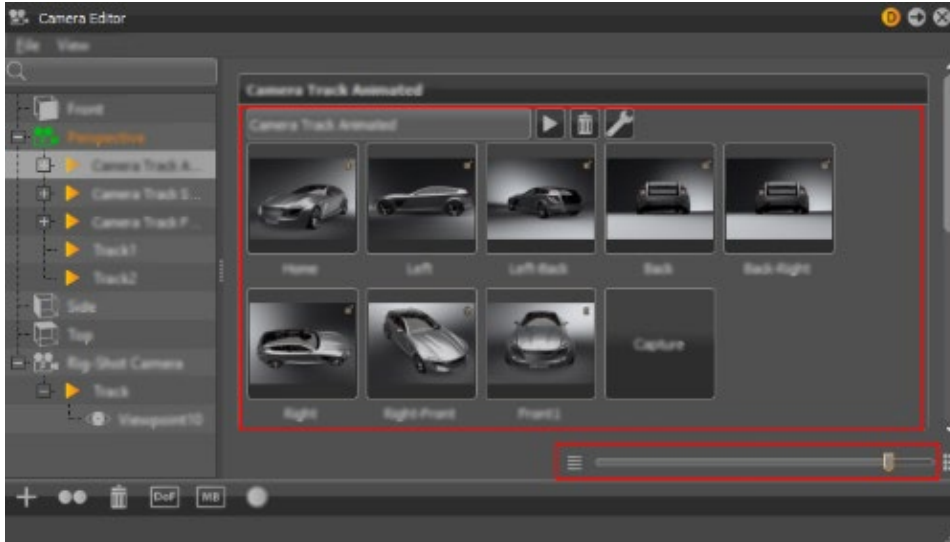 Camera Editor
D
File View
Camera Track Animated
Camera Track Animated
Front
Perspective
Camera Track A...
Camera Track S...
Camera Track F...
Track1
Track2
Home Left Left-Back Back Back-Right
Side
Top
Rig-Shot Camera
Track
Viewpoint10
Capture
Right Right-Front Front1
DoF MB